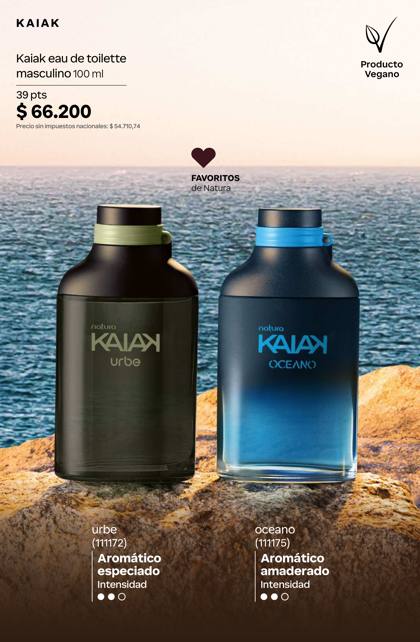 KAIAK
Kaiak eau de toilette
masculino 100 ml
39 pts
$ 66.200
Precio sin impuestos nacionales: $ 54.710,74
Producto
Vegano
FAVORITOS
de Natura
natura
KAIAK
urbe
natura
KAIAK
OCEANO
urbe
(111172)
Aromático
especiado
Intensidad
oceano
(111175)
Aromático
amaderado
Intensidad